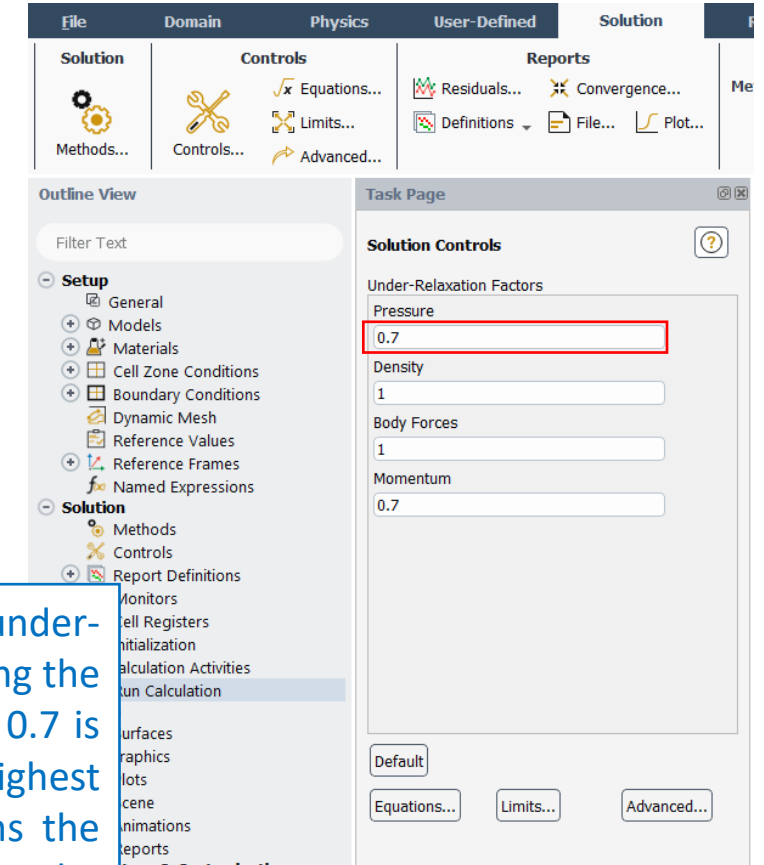 File Domain Physics User-Defined Solution
Solution Controls Reports
Methods... Controls... Equations... Limits... Advanced...
Residuals... Convergence...
Definitions File... Plot...
Outline View
Filter Text
Setup
General
Models
Materials
Cell Zone Conditions
Boundary Conditions
Dynamic Mesh
Reference Values
Reference Frames
Named Expressions
Solution
Methods
Controls
Report Definitions
Monitors
Cell Registers
Initialization
Calculation Activities
Run Calculation
Surfaces
Graphics
Plots
Scene
Animations
Reports
under-
ng the
0.7 is
ighest
ns the
Task Page
Solution Controls
Under-Relaxation Factors
Pressure
0.7
Density
1
Body Forces
1
Momentum
0.7
Default
Equations... Limits... Advanced...